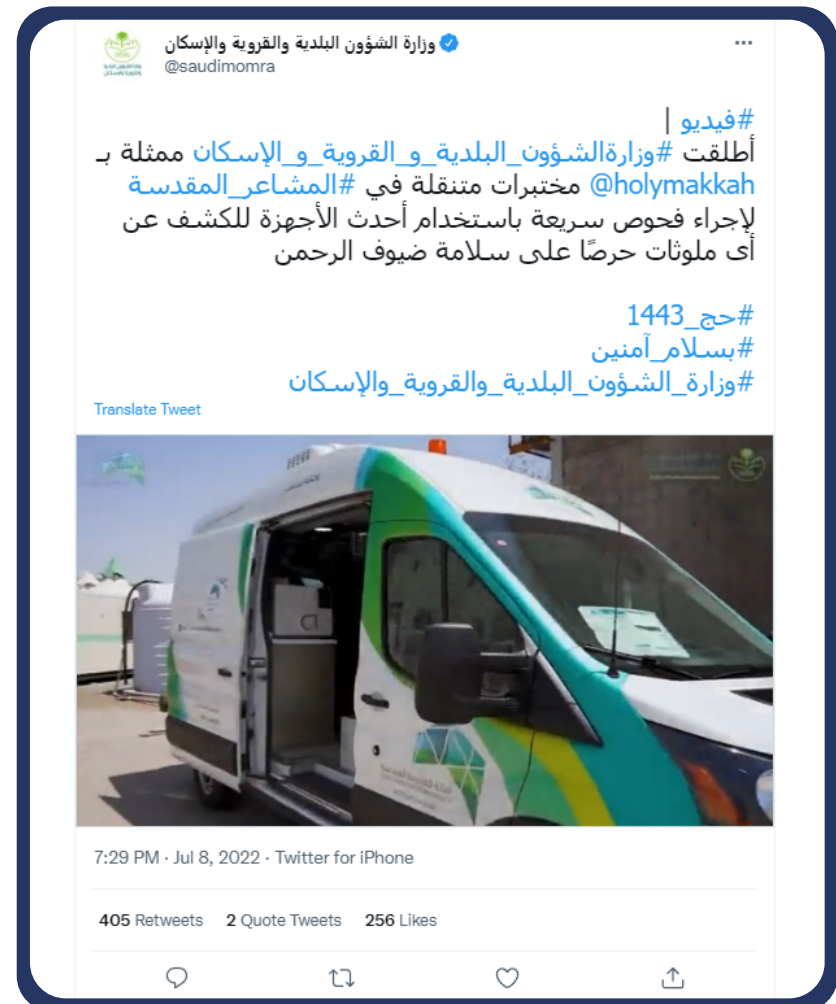 وزارة الشؤون البلدية والقروية والإسكان
@saudimomra
#فيديو |
أطلقت #وزارةالشؤون_البلدية_و_القروية_و_الإسكان ممثلة بـ
@holymakkah مختبرات متنقلة في #المشاعر_المقدسة
لإجراء فحوص سريعة باستخدام أحدث الأجهزة للكشف عن
أى ملوثات حرصًا على سلامة ضيوف الرحمن
#حج_1443
#بسلام_آمنين
#وزارة_الشؤون_البلدية_والقروية_والإسكان
Translate Tweet
7:29 PM · Jul 8, 2022 · Twitter for iPhone
405 Retweets 2 Quote Tweets 256 Likes